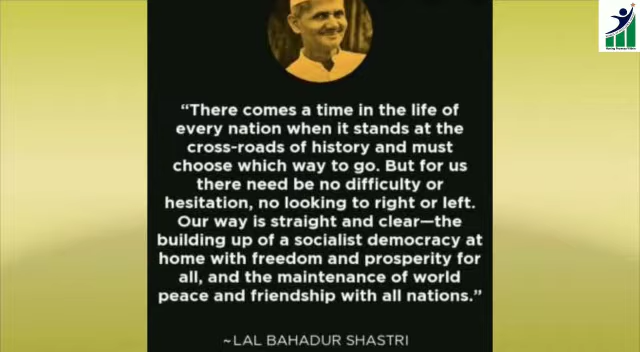 “There comes a time in the life of
every nation when it stands at the
cross-roads of history and must
choose which way to go. But for us
there need be no difficulty or
hesitation, no looking to right or left.
Our way is straight and clear—the
building up of a socialist democracy at
home with freedom and prosperity for
all, and the maintenance of world
peace and friendship with all nations.”
~LAL BAHADUR SHASTRI